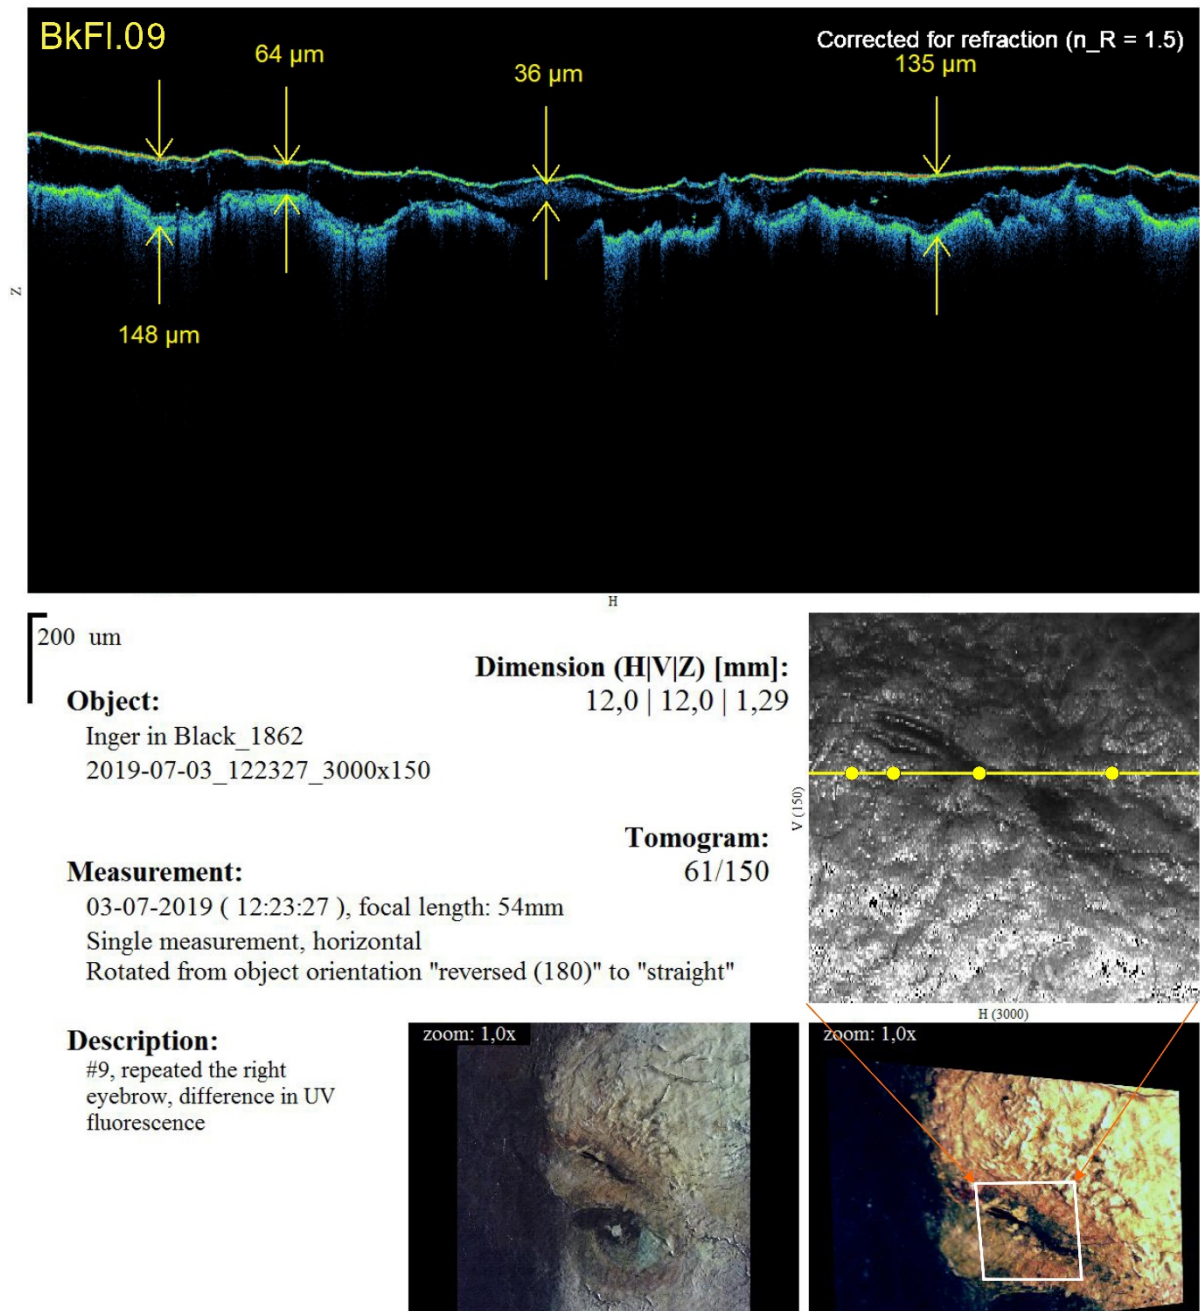 BkFl.09
Corrected for refraction (n_R = 1.5)
64 µm
36 µm
135 µm
148 µm
Z
H
200 um
Dimension (H|V|Z) [mm]:
12,0 | 12,0 | 1,29
Object:
Inger in Black_1862
2019-07-03_122327_3000x150
Tomogram:
61/150
Measurement:
03-07-2019 ( 12:23:27 ), focal length: 54mm
Single measurement, horizontal
Rotated from object orientation "reversed (180)" to "straight"
V (150)
H (3000)
Description:
#9, repeated the right
eyebrow, difference in UV
fluorescence
zoom: 1,0x
zoom: 1,0x